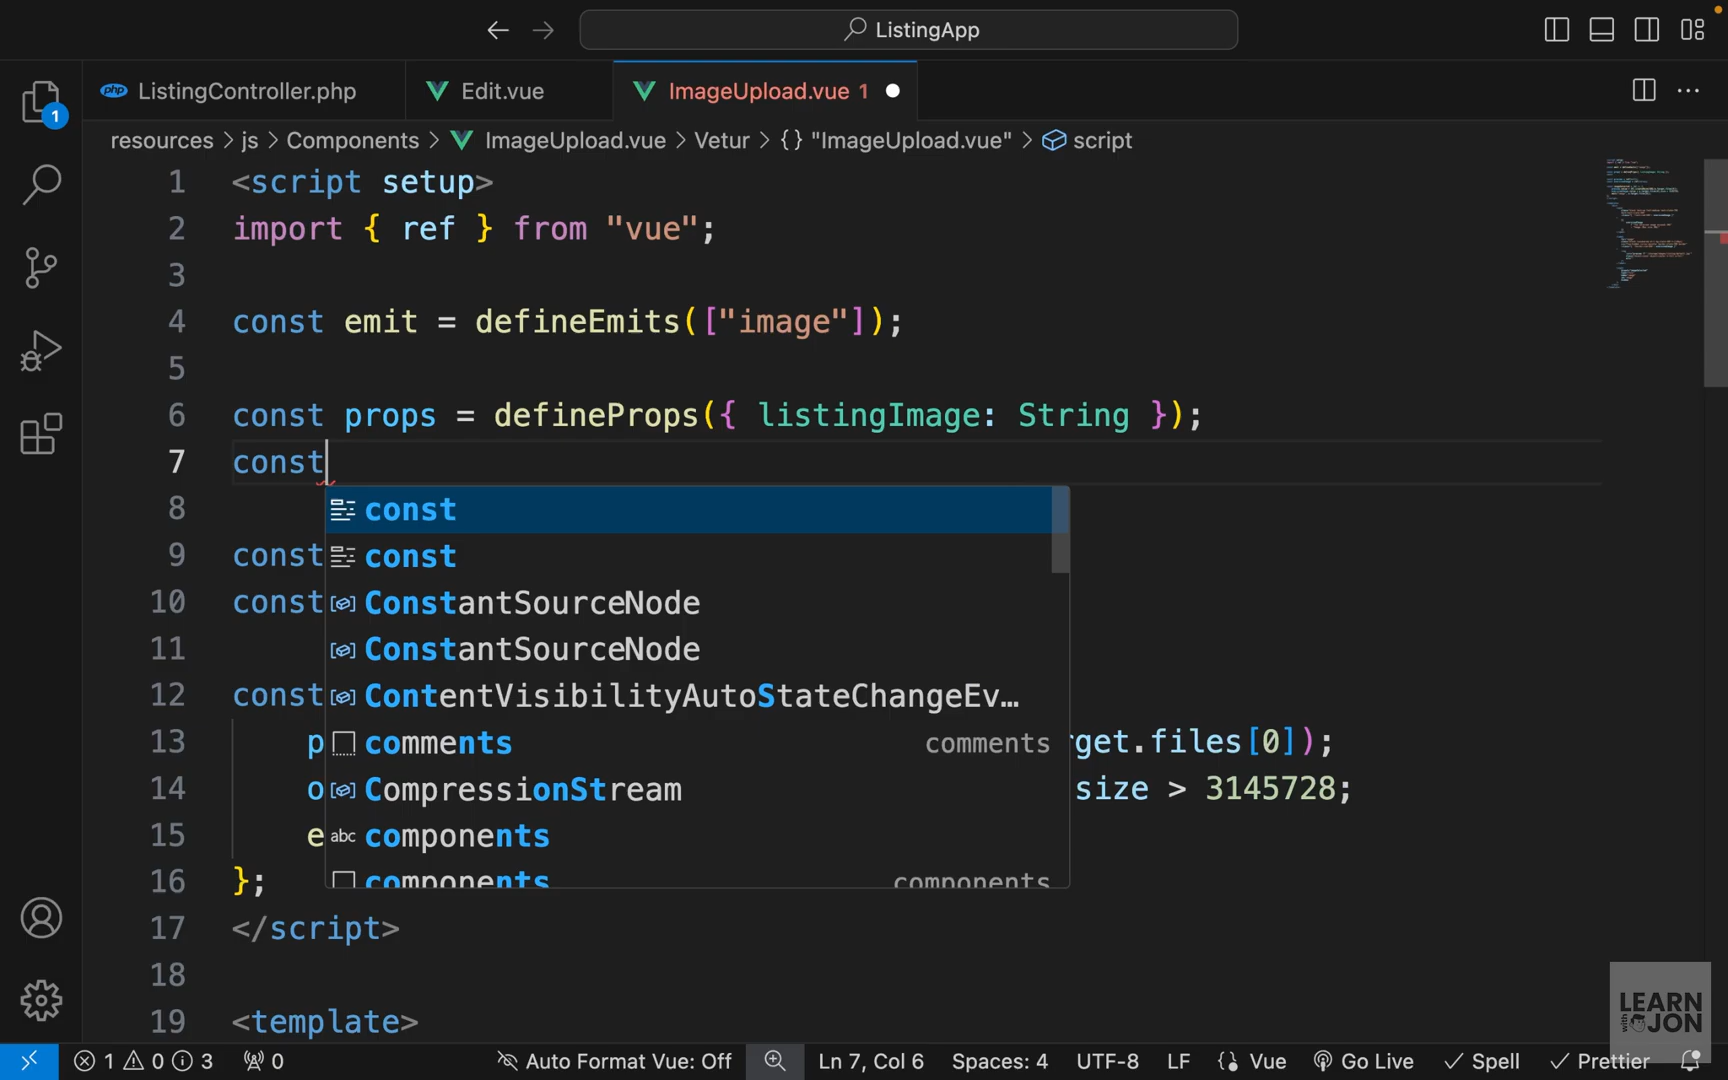 ListingApp
ListingController.php
Edit.vue
ImageUpload.vue 1
1
resources > js > Components > ImageUpload.vue > Vetur > {} "ImageUpload.vue" > script
1 <script setup>
2 import { ref } from "vue";
3
4 const emit = defineEmits(["image"]);
5
6 const props = defineProps({ listingImage: String });
7 const
8 const
9 const const
10 const ConstantSourceNode
11 ConstantSourceNode
12 const ContentVisibilityAutoStateChangeEv...
13 p comments comments rget.files[0]);
14 o CompressionStream size > 3145728;
15 e abc components
16 }; components components
17 </script>
18
19 <template>
LEARN with JON
1 0 3 0 Auto Format Vue: Off Ln 7, Col 6 Spaces: 4 UTF-8 LF {} Vue Go Live Spell Prettier